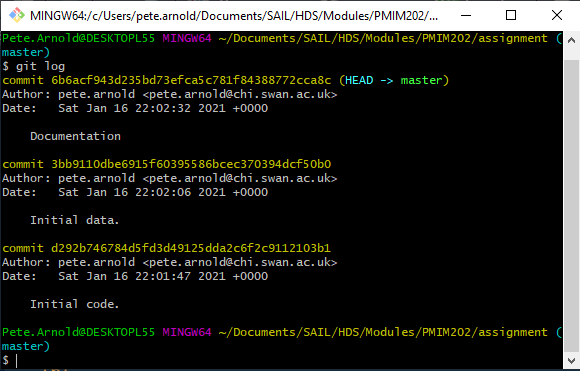 MINGW64:/c/Users/pete.arnold/Documents/SAIL/HDS/Modules/PMIM202/...
Pete.Arnold@DESKTOPL55 MINGW64 ~/Documents/SAIL/HDS/Modules/PMIM202/assignment (
master)
$ git log
commit 6b6acf943d235bd73efca5c781f84388772cca8c (HEAD -> master)
Author: pete.arnold <pete.arnold@chi.swan.ac.uk>
Date:   Sat Jan 16 22:02:32 2021 +0000
    Documentation
commit 3bb9110dbe6915f60395586bcec370394dcf50b0
Author: pete.arnold <pete.arnold@chi.swan.ac.uk>
Date:   Sat Jan 16 22:02:06 2021 +0000
    Initial data.
commit d292b746784d5fd3d49125dda2c6f2c9112103b1
Author: pete.arnold <pete.arnold@chi.swan.ac.uk>
Date:   Sat Jan 16 22:01:47 2021 +0000
    Initial code.
Pete.Arnold@DESKTOPL55 MINGW64 ~/Documents/SAIL/HDS/Modules/PMIM202/assignment (
master)
$